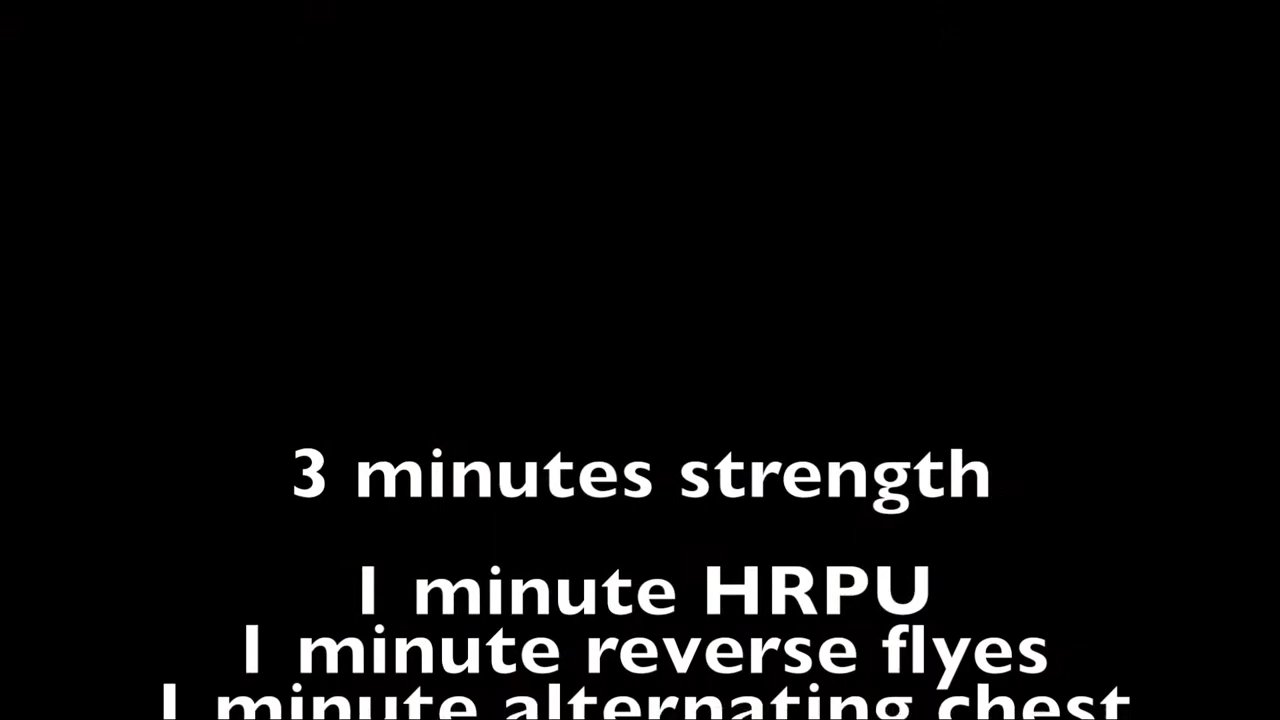 3 minutes strength
1 minute HRPU
1 minute reverse flyes
1 minute alternating chest